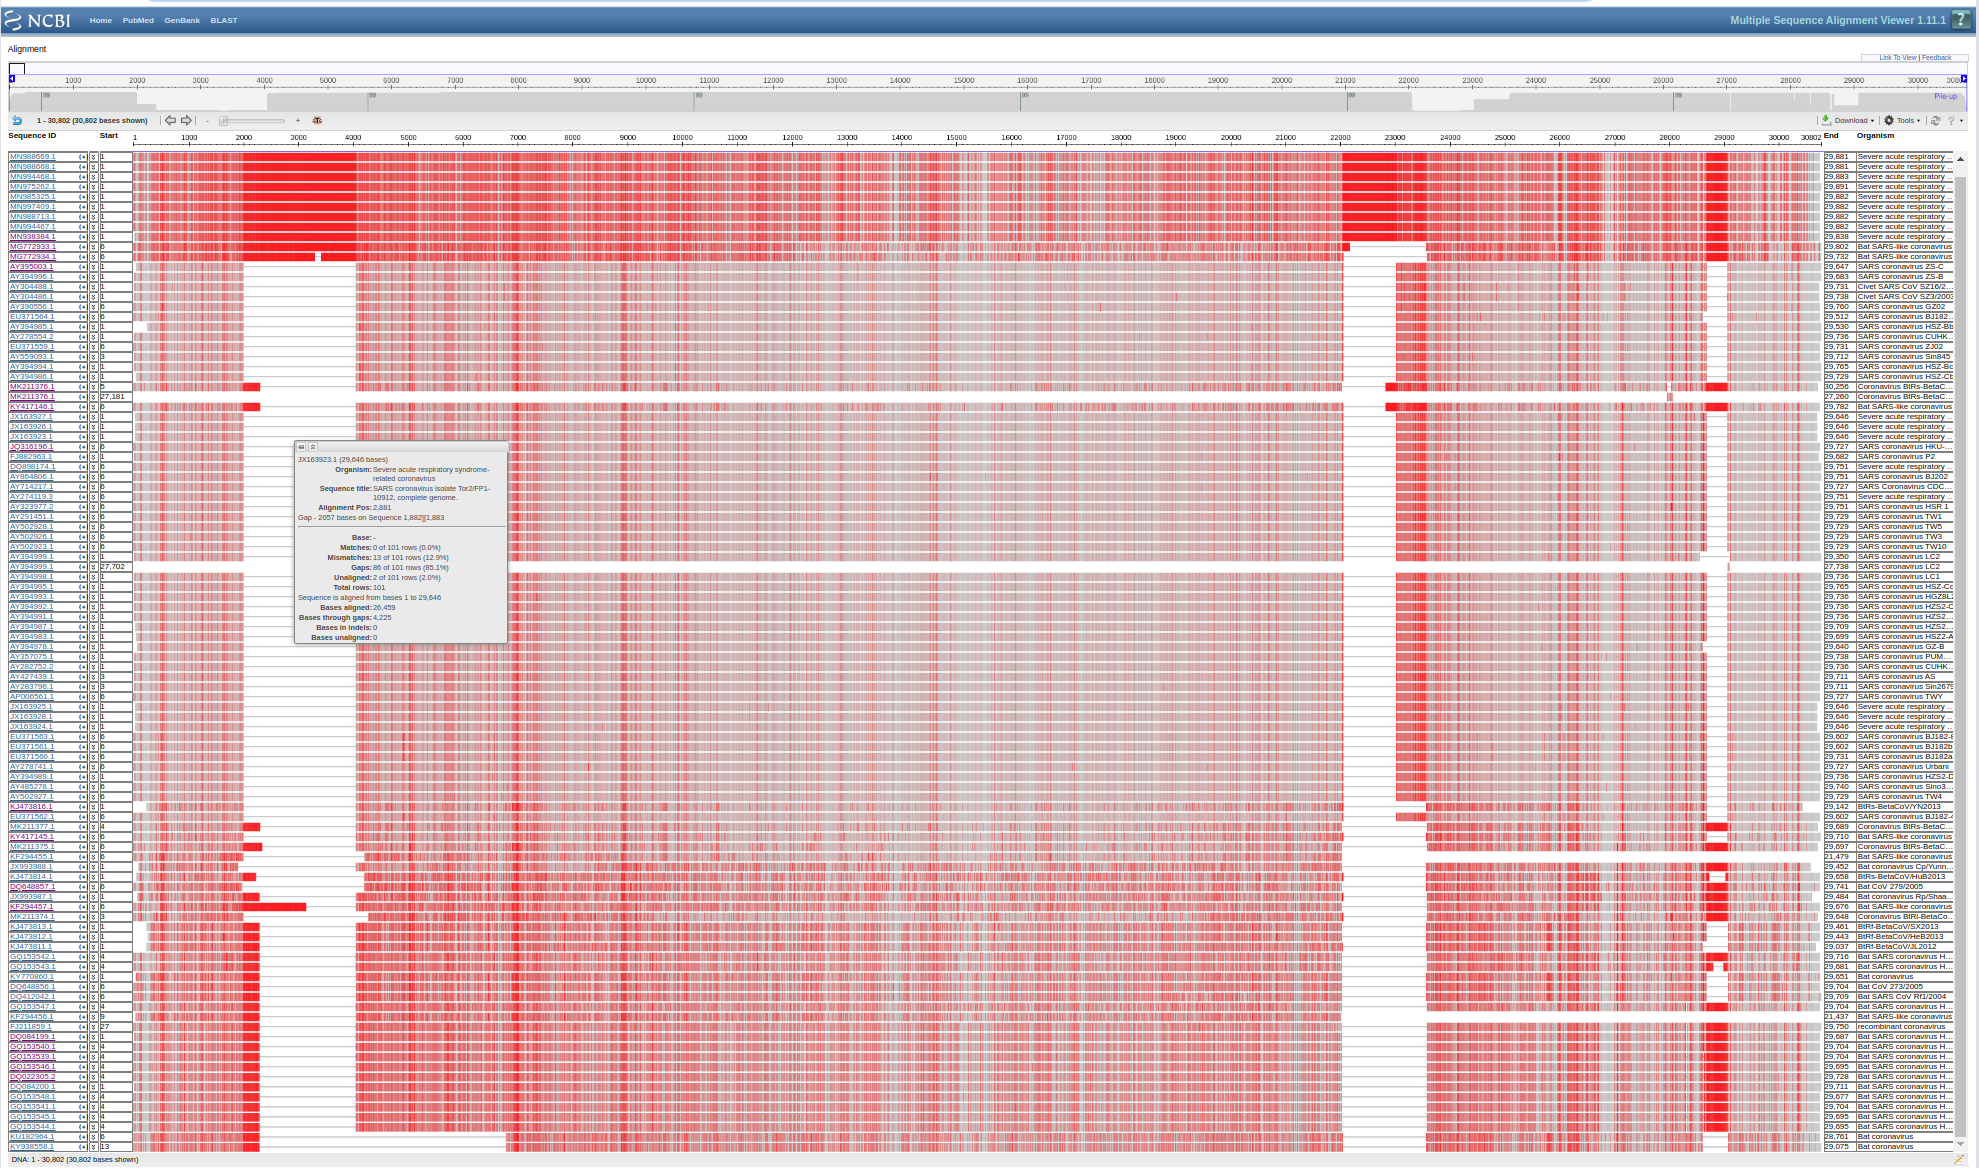 NCBI Home PubMed GenBank BLAST Multiple Sequence Alignment Viewer 1.11.1 ?
Alignment
Link To View | Feedback
1000 2000 3000 4000 5000 6000 7000 8000 9000 10000 11000 12000 13000 14000 15000 16000 17000 18000 19000 20000 21000 22000 23000 24000 25000 26000 27000 28000 29000 30000
99 99 99 99 99 99 Pile-up
1 - 30,802 (30,802 bases shown) - + Download Tools ?
Sequence ID Start 1 1000 2000 3000 4000 5000 6000 7000 8000 9000 10000 11000 12000 13000 14000 15000 16000 17000 18000 19000 20000 21000 22000 23000 24000 25000 26000 27000 28000 29000 30000 30802 End Organism
MN988669.1 1 29,881 Severe acute respiratory ...
MN988668.1 1 29,881 Severe acute respiratory ...
MN994468.1 1 29,883 Severe acute respiratory ...
MN975262.1 1 29,891 Severe acute respiratory ...
MN985325.1 1 29,882 Severe acute respiratory ...
MN997409.1 1 29,882 Severe acute respiratory ...
MN988713.1 1 29,882 Severe acute respiratory ...
MN994467.1 1 29,882 Severe acute respiratory ...
MN938384.1 1 29,838 Severe acute respiratory ...
MG772933.1 6 29,802 Bat SARS-like coronavirus
MG772934.1 6 29,732 Bat SARS-like coronavirus
AY395003.1 1 29,647 SARS coronavirus ZS-C
AY394996.1 1 29,683 SARS coronavirus ZS-B
AY304488.1 1 29,731 Civet SARS CoV SZ16/2...
AY304486.1 1 29,738 Civet SARS CoV SZ3/2003
AY390556.1 6 29,760 SARS coronavirus GZ02
EU371564.1 6 29,512 SARS coronavirus BJ182...
AY394985.1 1 29,530 SARS coronavirus HSZ-Bb
AY278554.2 1 29,736 SARS coronavirus CUHK...
EU371559.1 6 29,731 SARS coronavirus ZJ02
AY559093.1 3 29,712 SARS coronavirus Sin845
AY394994.1 1 29,765 SARS coronavirus HSZ-Bc
AY394986.1 1 29,729 SARS coronavirus HSZ-Cb
MK211376.1 5 30,256 Coronavirus BtRs-BetaC...
MK211376.1 27,181 27,260 Coronavirus BtRs-BetaC...
KY417146.1 6 29,782 Bat SARS-like coronavirus
JX163927.1 1 29,646 Severe acute respiratory ...
JX163926.1 1 29,646 Severe acute respiratory ...
JX163923.1 1 29,646 Severe acute respiratory ...
JQ316196.1 6 29,727 SARS coronavirus HKU-...
FJ882963.1 1 29,682 SARS coronavirus P2
DQ898174.1 6 29,751 Severe acute respiratory ...
AY864806.1 6 29,751 SARS coronavirus BJ202
AY714217.1 6 29,727 SARS Coronavirus CDC...
AY274119.3 6 29,751 Severe acute respiratory ...
AY323977.2 6 29,751 SARS coronavirus HSR 1
AY291451.1 6 29,729 SARS coronavirus TW1
AY502928.1 6 29,729 SARS coronavirus TW5
AY502926.1 6 29,729 SARS coronavirus TW3
AY502923.1 6 29,729 SARS coronavirus TW10
AY394999.1 1 29,350 SARS coronavirus LC2
AY394999.1 27,702 27,738 SARS coronavirus LC2
AY394998.1 1 29,736 SARS coronavirus LC1
AY394995.1 1 29,765 SARS coronavirus HSZ-Cc
AY394993.1 1 29,736 SARS coronavirus HGZ8L2
AY394992.1 1 29,736 SARS coronavirus HZS2-C
AY394991.1 1 29,736 SARS coronavirus HZS2...
AY394987.1 1 29,709 SARS coronavirus HZS2...
AY394983.1 1 29,699 SARS coronavirus HSZ2-A
AY394978.1 1 29,640 SARS coronavirus GZ-B
AY357075.1 1 29,738 SARS coronavirus PUM...
AY282752.2 1 29,736 SARS coronavirus CUHK...
AY427439.1 3 29,711 SARS coronavirus AS
AY283796.1 3 29,711 SARS coronavirus Sin2679
AP006561.1 6 29,727 SARS coronavirus TWY
JX163925.1 1 29,646 Severe acute respiratory ...
JX163928.1 1 29,646 Severe acute respiratory ...
JX163924.1 1 29,646 Severe acute respiratory ...
EU371563.1 6 29,602 SARS coronavirus BJ182-8
EU371561.1 6 29,602 SARS coronavirus BJ182b
EU371560.1 6 29,731 SARS coronavirus BJ182a
AY278741.1 6 29,727 SARS coronavirus Urbani
AY394989.1 1 29,736 SARS coronavirus HZS2-D
AY485278.1 6 29,740 SARS coronavirus Sino3...
AY502927.1 6 29,729 SARS coronavirus TW4
KJ473816.1 1 29,142 BtRs-BetaCoV/YN2013
EU371562.1 6 29,602 SARS coronavirus BJ182-4
MK211377.1 4 29,689 Coronavirus BtRs-BetaC...
KY417145.1 6 29,710 Bat SARS-like coronavirus
MK211375.1 6 29,697 Coronavirus BtRs-BetaC...
KF294455.1 6 21,479 Bat SARS-like coronavirus
JX993988.1 1 29,452 Bat coronavirus Cp/Yunn...
KJ473814.1 1 29,658 BtRs-BetaCoV/HuB2013
DQ648857.1 6 29,741 Bat CoV 279/2005
JX993987.1 1 29,484 Bat coronavirus Rp/Shaa...
KF294457.1 6 29,676 Bat SARS-like coronavirus
MK211374.1 3 29,648 Coronavirus BtRl-BetaCo...
KJ473813.1 1 29,461 BtRf-BetaCoV/SX2013
KJ473812.1 1 29,443 BtRf-BetaCoV/HeB2013
KJ473811.1 1 29,037 BtRf-BetaCoV/JL2012
GQ153542.1 4 29,716 Bat SARS coronavirus H...
GQ153543.1 4 29,681 Bat SARS coronavirus H...
KY770860.1 1 29,651 Bat coronavirus
DQ648856.1 6 29,704 Bat CoV 273/2005
DQ412042.1 6 29,709 Bat SARS CoV Rf1/2004
GQ153547.1 4 29,704 Bat SARS coronavirus H...
KF294456.1 9 21,437 Bat SARS-like coronavirus
FJ211859.1 27 29,750 recombinant coronavirus
DQ084199.1 1 29,687 Bat SARS coronavirus H...
GQ153540.1 4 29,704 Bat SARS coronavirus H...
GQ153539.1 4 29,704 Bat SARS coronavirus H...
GQ153546.1 4 29,695 Bat SARS coronavirus H...
DQ022305.2 4 29,728 Bat SARS coronavirus H...
DQ084200.1 1 29,711 Bat SARS coronavirus H...
GQ153548.1 4 29,677 Bat SARS coronavirus H...
GQ153541.1 4 29,704 Bat SARS coronavirus H...
GQ153545.1 4 29,695 Bat SARS coronavirus H...
GQ153544.1 4 29,695 Bat SARS coronavirus H...
KU182964.1 6 28,761 Bat coronavirus
KY938558.1 13 29,075 Bat coronavirus
JX163923.1 (29,646 bases)
Organism: Severe acute respiratory syndrome-
related coronavirus
Sequence title: SARS coronavirus isolate Tor2/FP1-
10912, complete genome.
Alignment Pos: 2,881
Gap - 2057 bases on Sequence 1,882][1,883
Base: -
Matches: 0 of 101 rows (0.0%)
Mismatches: 13 of 101 rows (12.9%)
Gaps: 86 of 101 rows (85.1%)
Unaligned: 2 of 101 rows (2.0%)
Total rows: 101
Sequence is aligned from bases 1 to 29,646
Bases aligned: 26,459
Bases through gaps: 4,225
Bases in indels: 0
Bases unaligned: 0
DNA: 1 - 30,802 (30,802 bases shown)